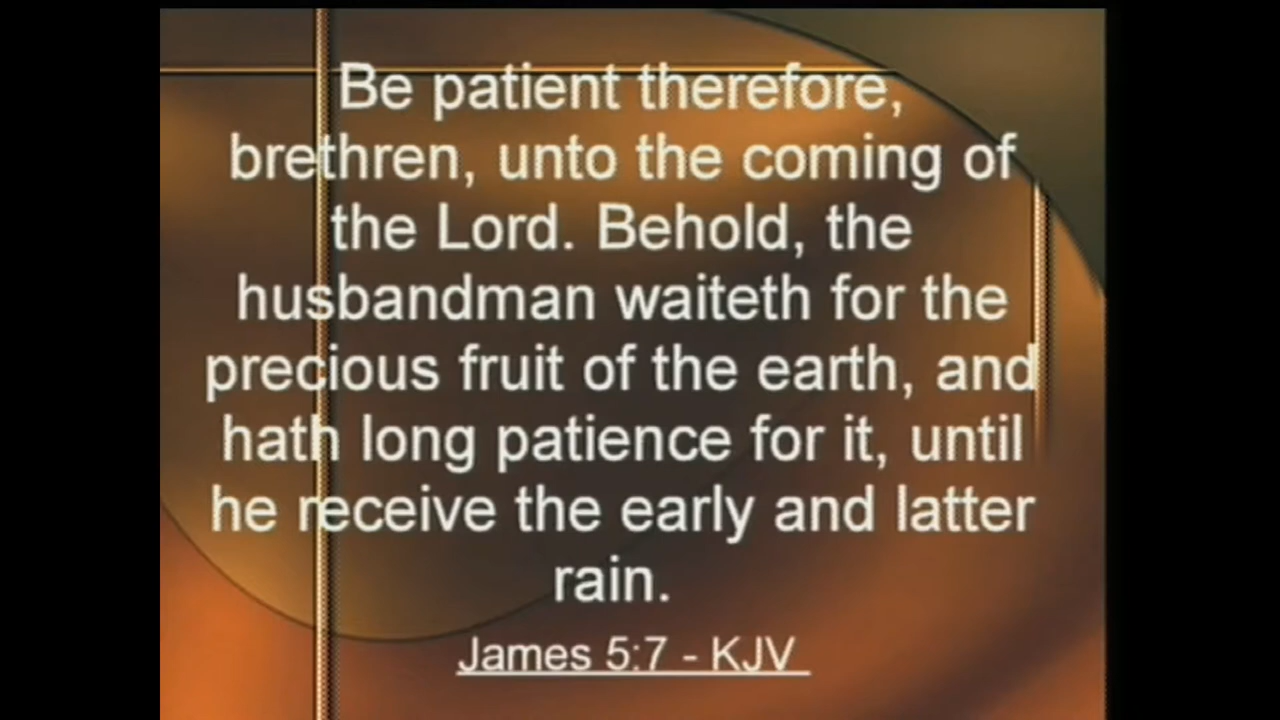 Be patient therefore,
brethren, unto the coming of
the Lord. Behold, the
husbandman waiteth for the
precious fruit of the earth, and
hath long patience for it, until
he receive the early and latter
rain.
James 5:7 - KJV